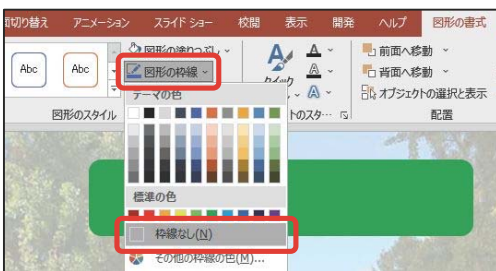 面切り替え アニメーション スライド ショー 校閲 表示 開発 ヘルプ 図形の書式
Abc Abc 図形の塗りつぶし
図形の枠線
テーマの色
A A A A
前面へ移動
背面へ移動
オブジェクトの選択と表示
図形のスタイル トのスタ… 配置
標準の色
枠線なし(N)
その他の枠線の色(M)...